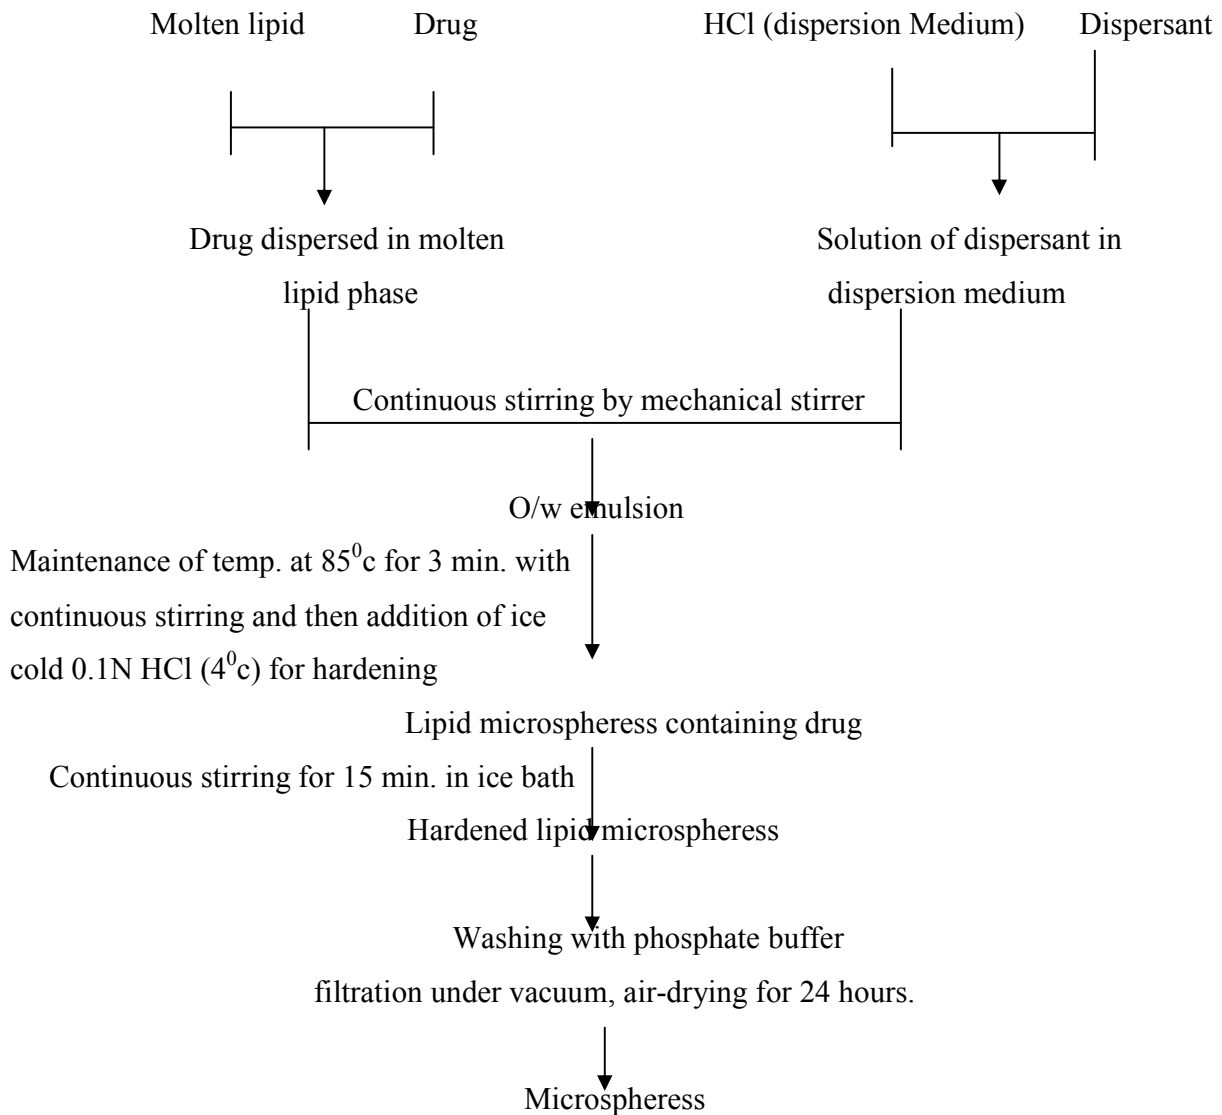 Molten lipid Drug HCl (dispersion Medium) Dispersant
Drug dispersed in molten
lipid phase
Solution of dispersant in
dispersion medium
Continuous stirring by mechanical stirrer
O/w emulsion
Maintenance of temp. at 85⁰c for 3 min. with
continuous stirring and then addition of ice
cold 0.1N HCl (4⁰c) for hardening
Lipid microspheress containing drug
Continuous stirring for 15 min. in ice bath
Hardened lipid microspheress
Washing with phosphate buffer
filtration under vacuum, air-drying for 24 hours.
Microspheress